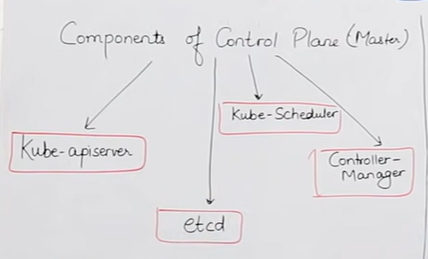 Components of Control Plane (Master)
Kube-Scheduler
Kube-apiserver
Controller-
Manager
etcd